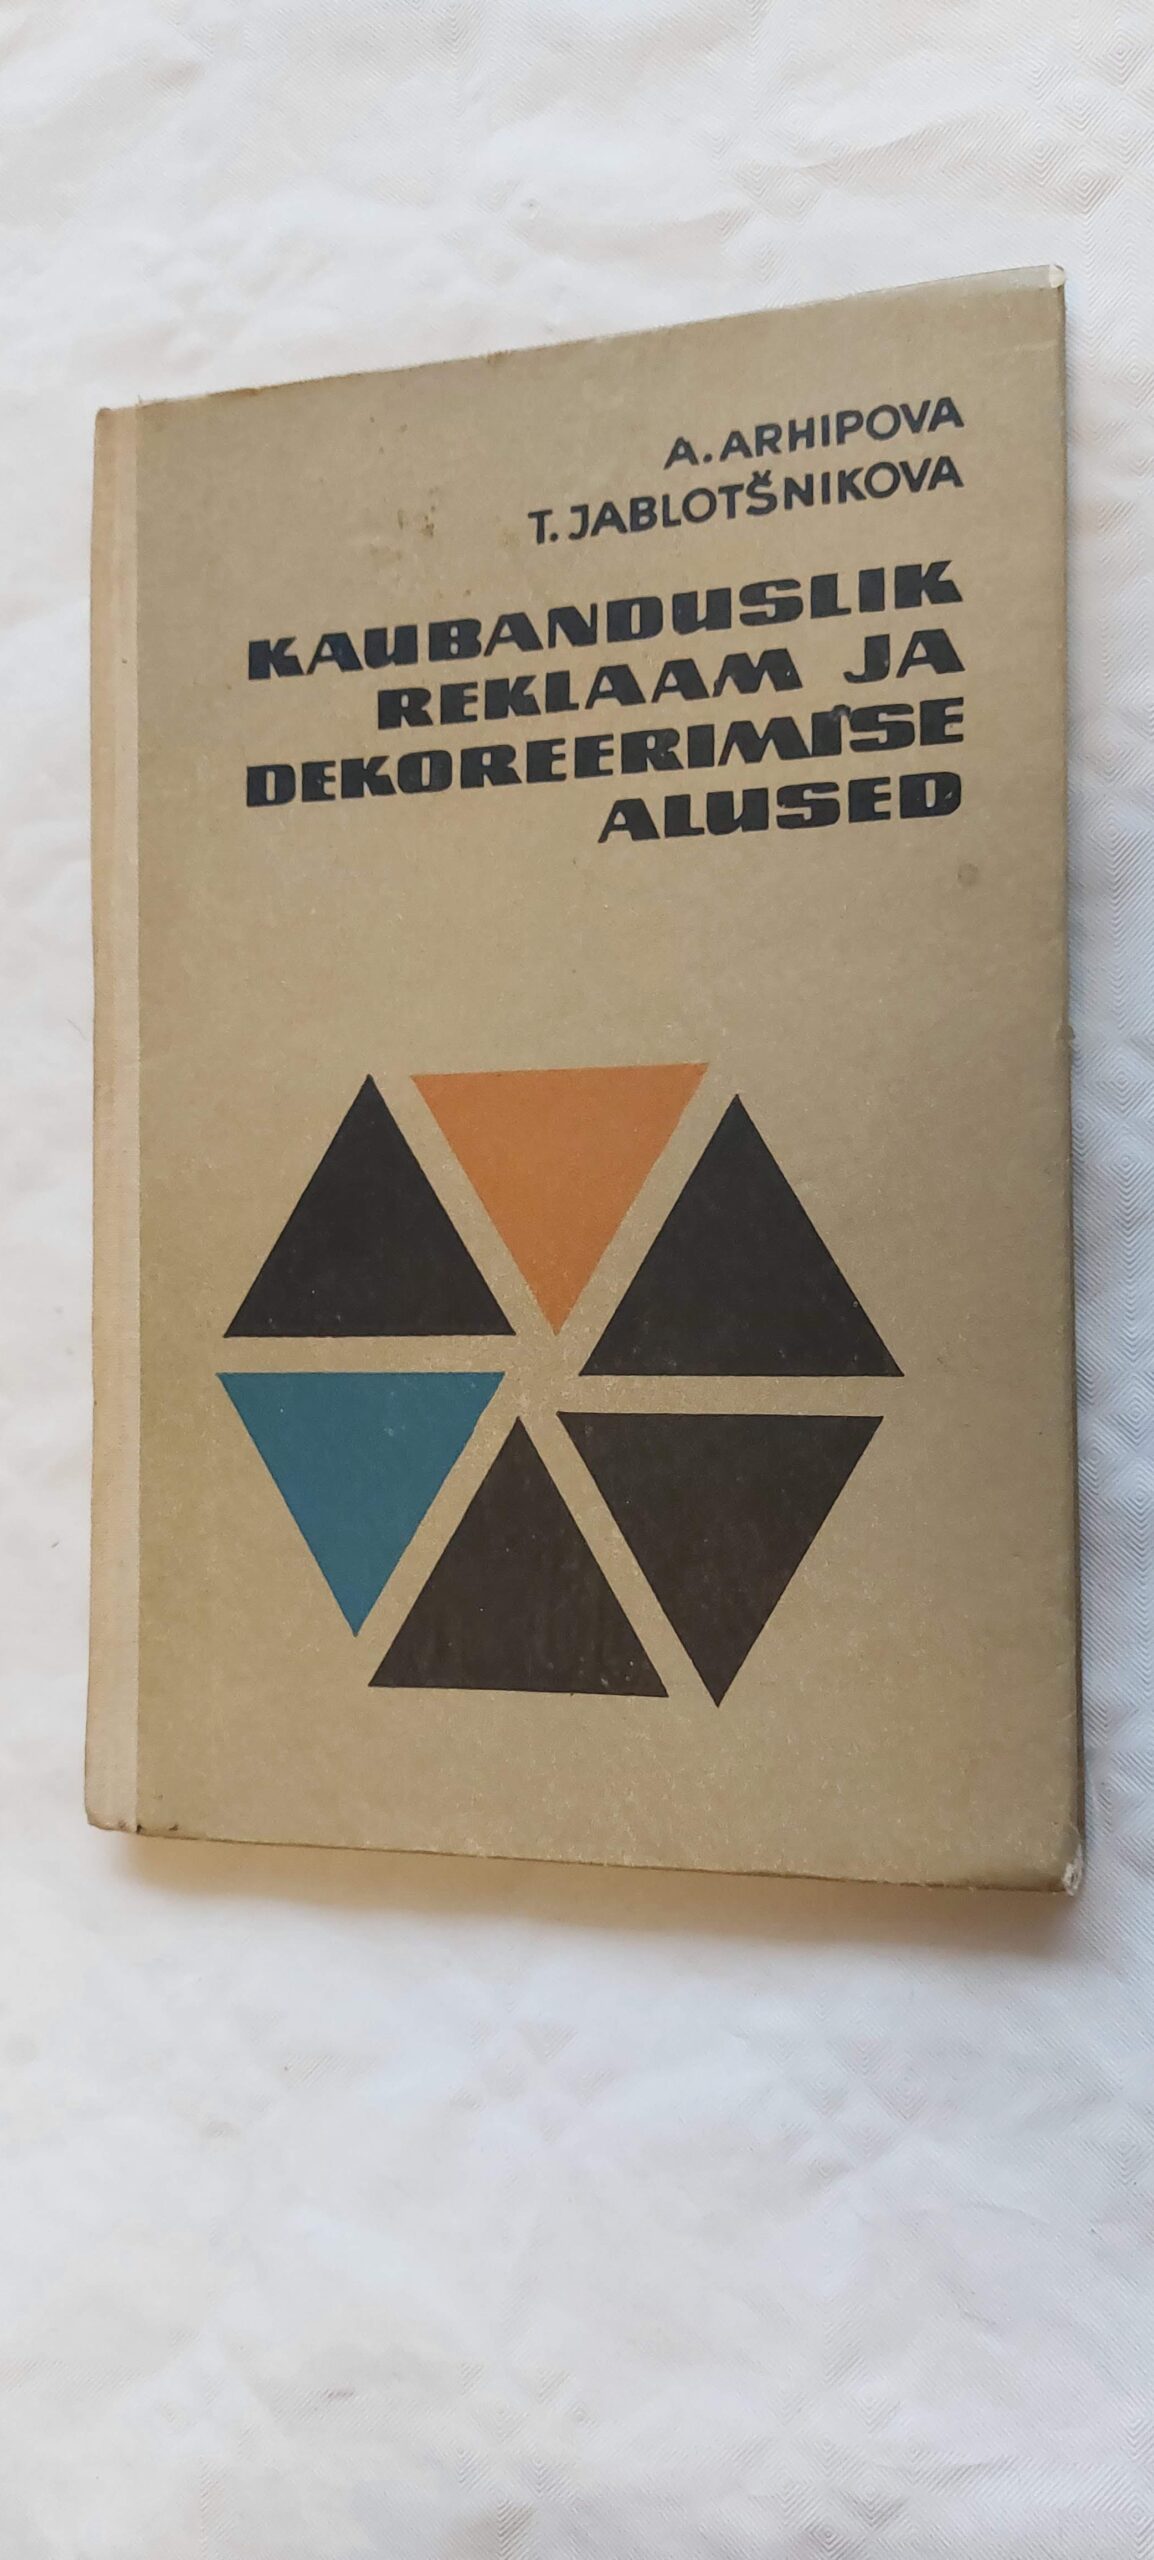 A. ARHIPOVA
T. JABLOTŠNIKOVA
KAUBANDUSLIK
REKLAAM JA
DEKOREERIMISE
ALUSED